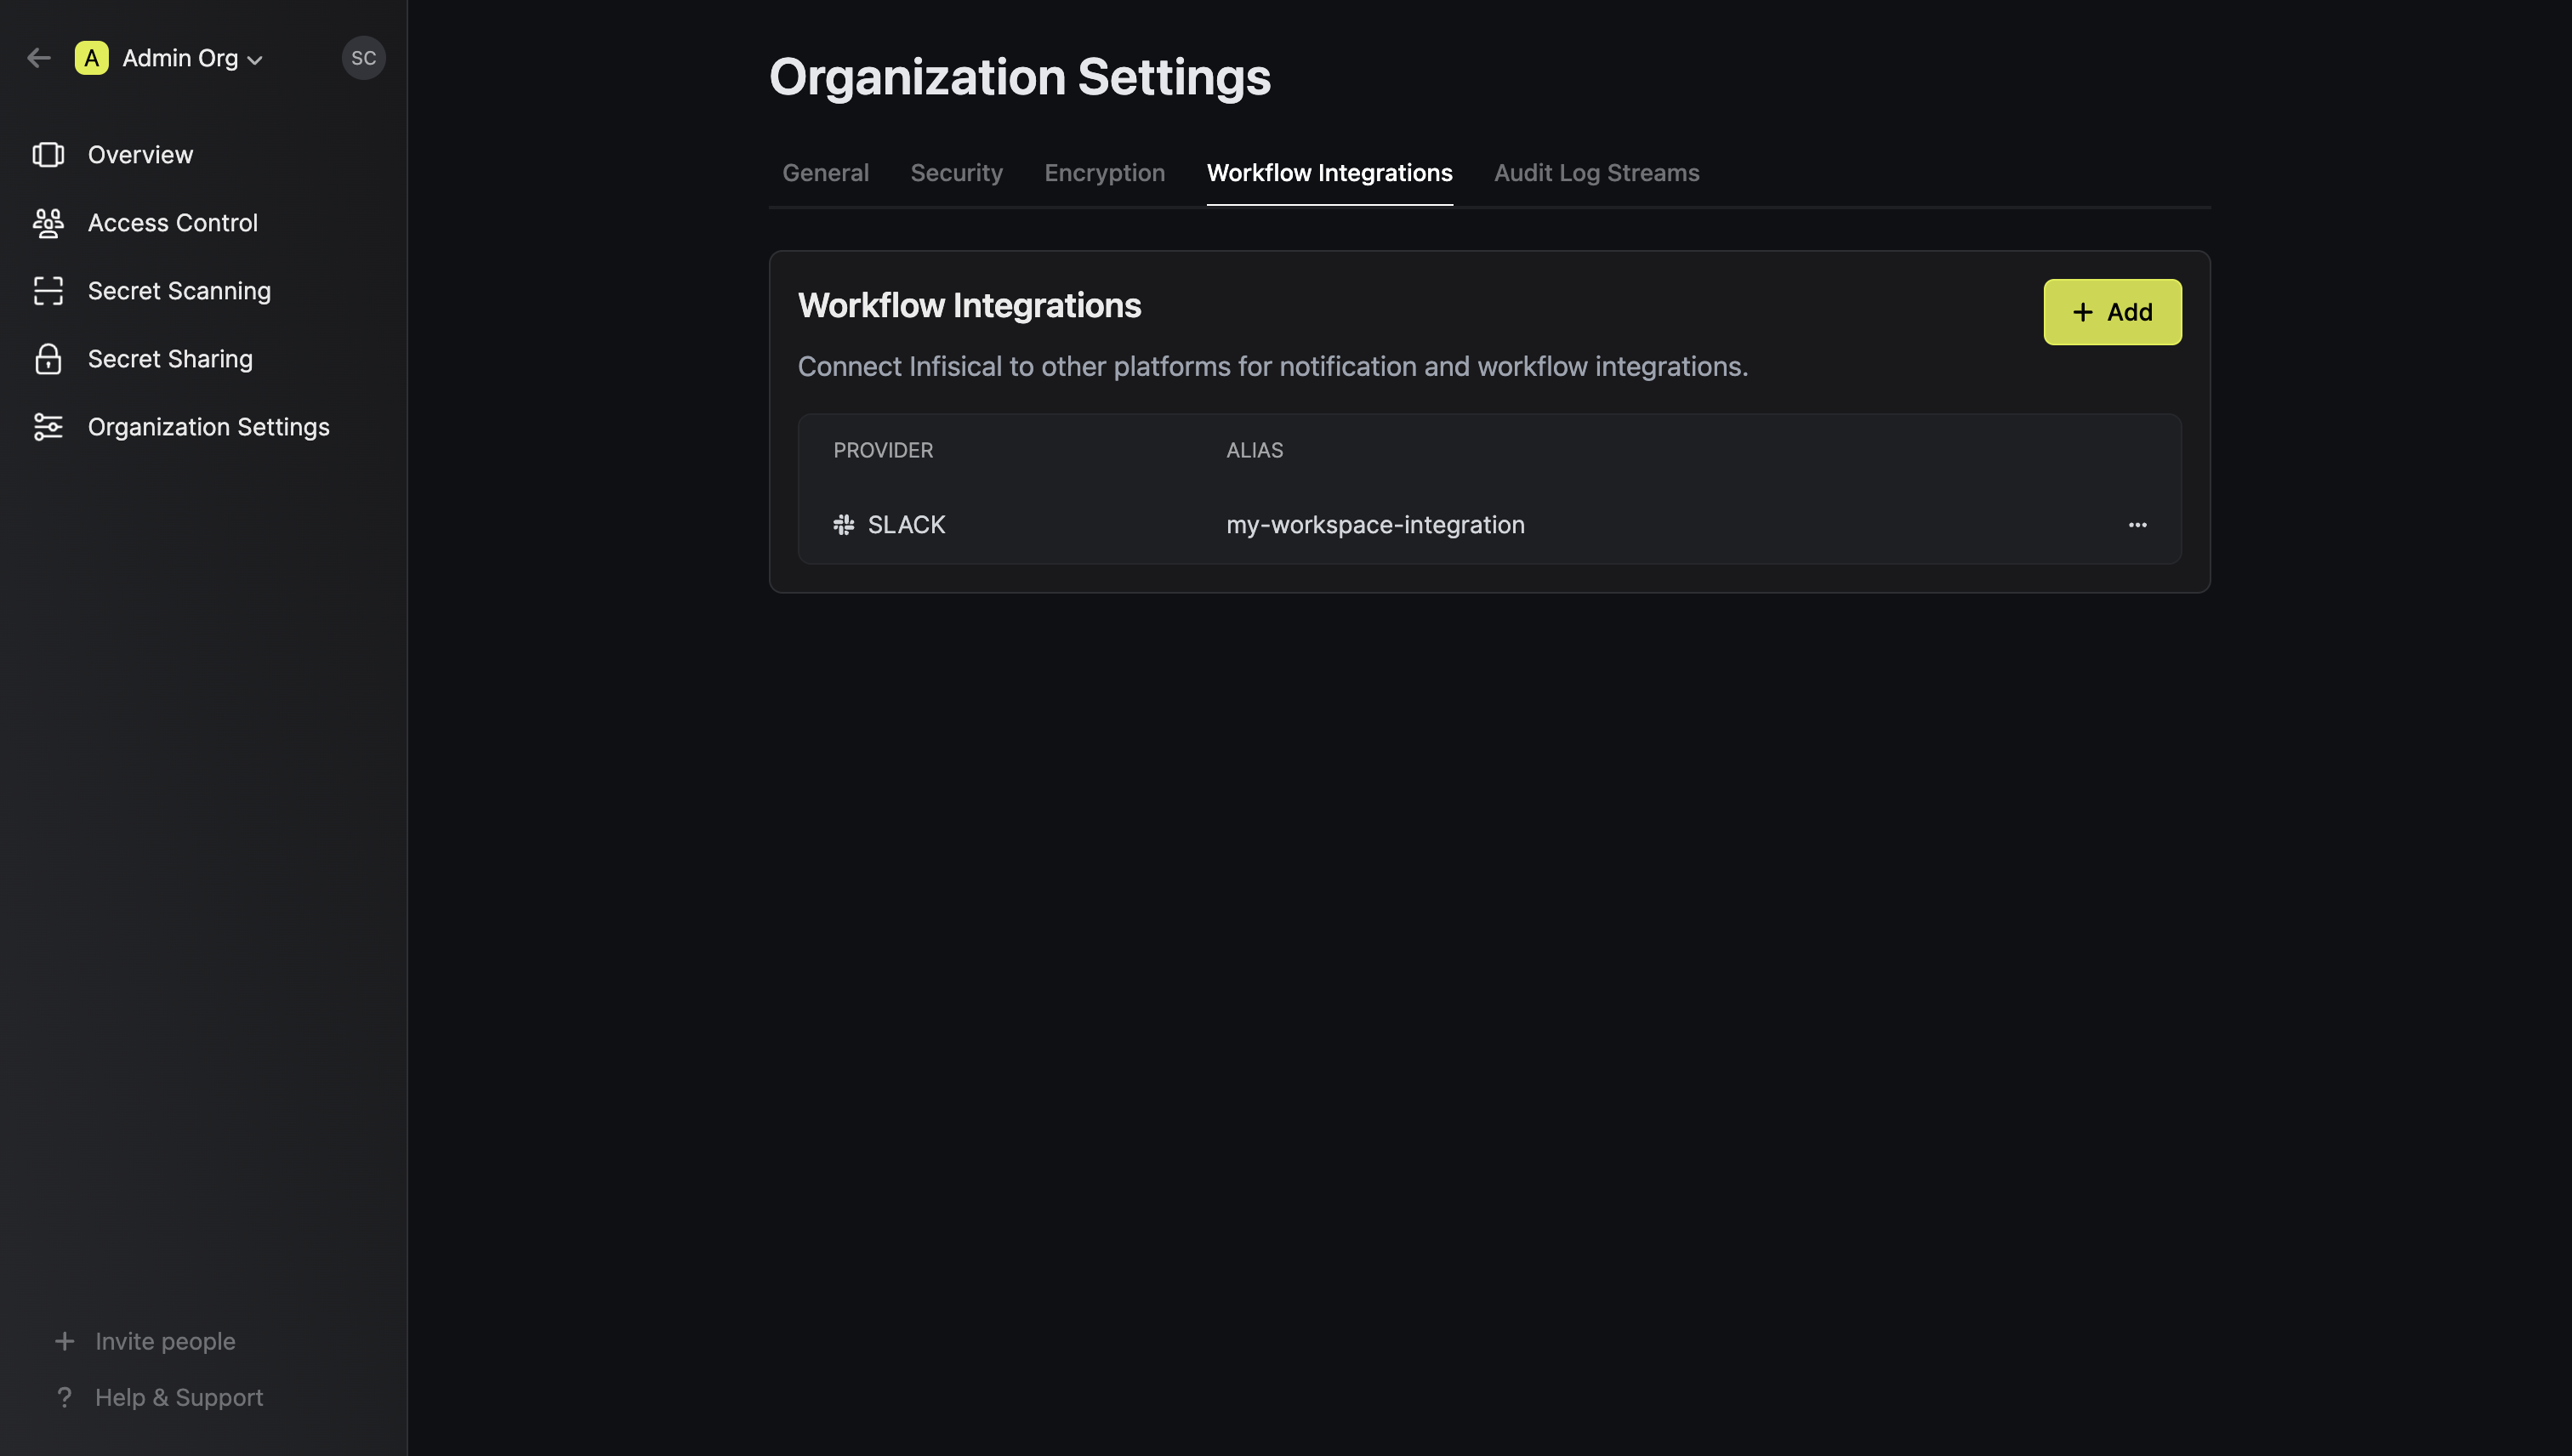 A Admin Org
SC
Overview
Access Control
Secret Scanning
Secret Sharing
Organization Settings
Invite people
? Help & Support
Organization Settings
General Security Encryption Workflow Integrations Audit Log Streams
Workflow Integrations
+ Add
Connect Infisical to other platforms for notification and workflow integrations.
PROVIDER ALIAS
SLACK my-workspace-integration